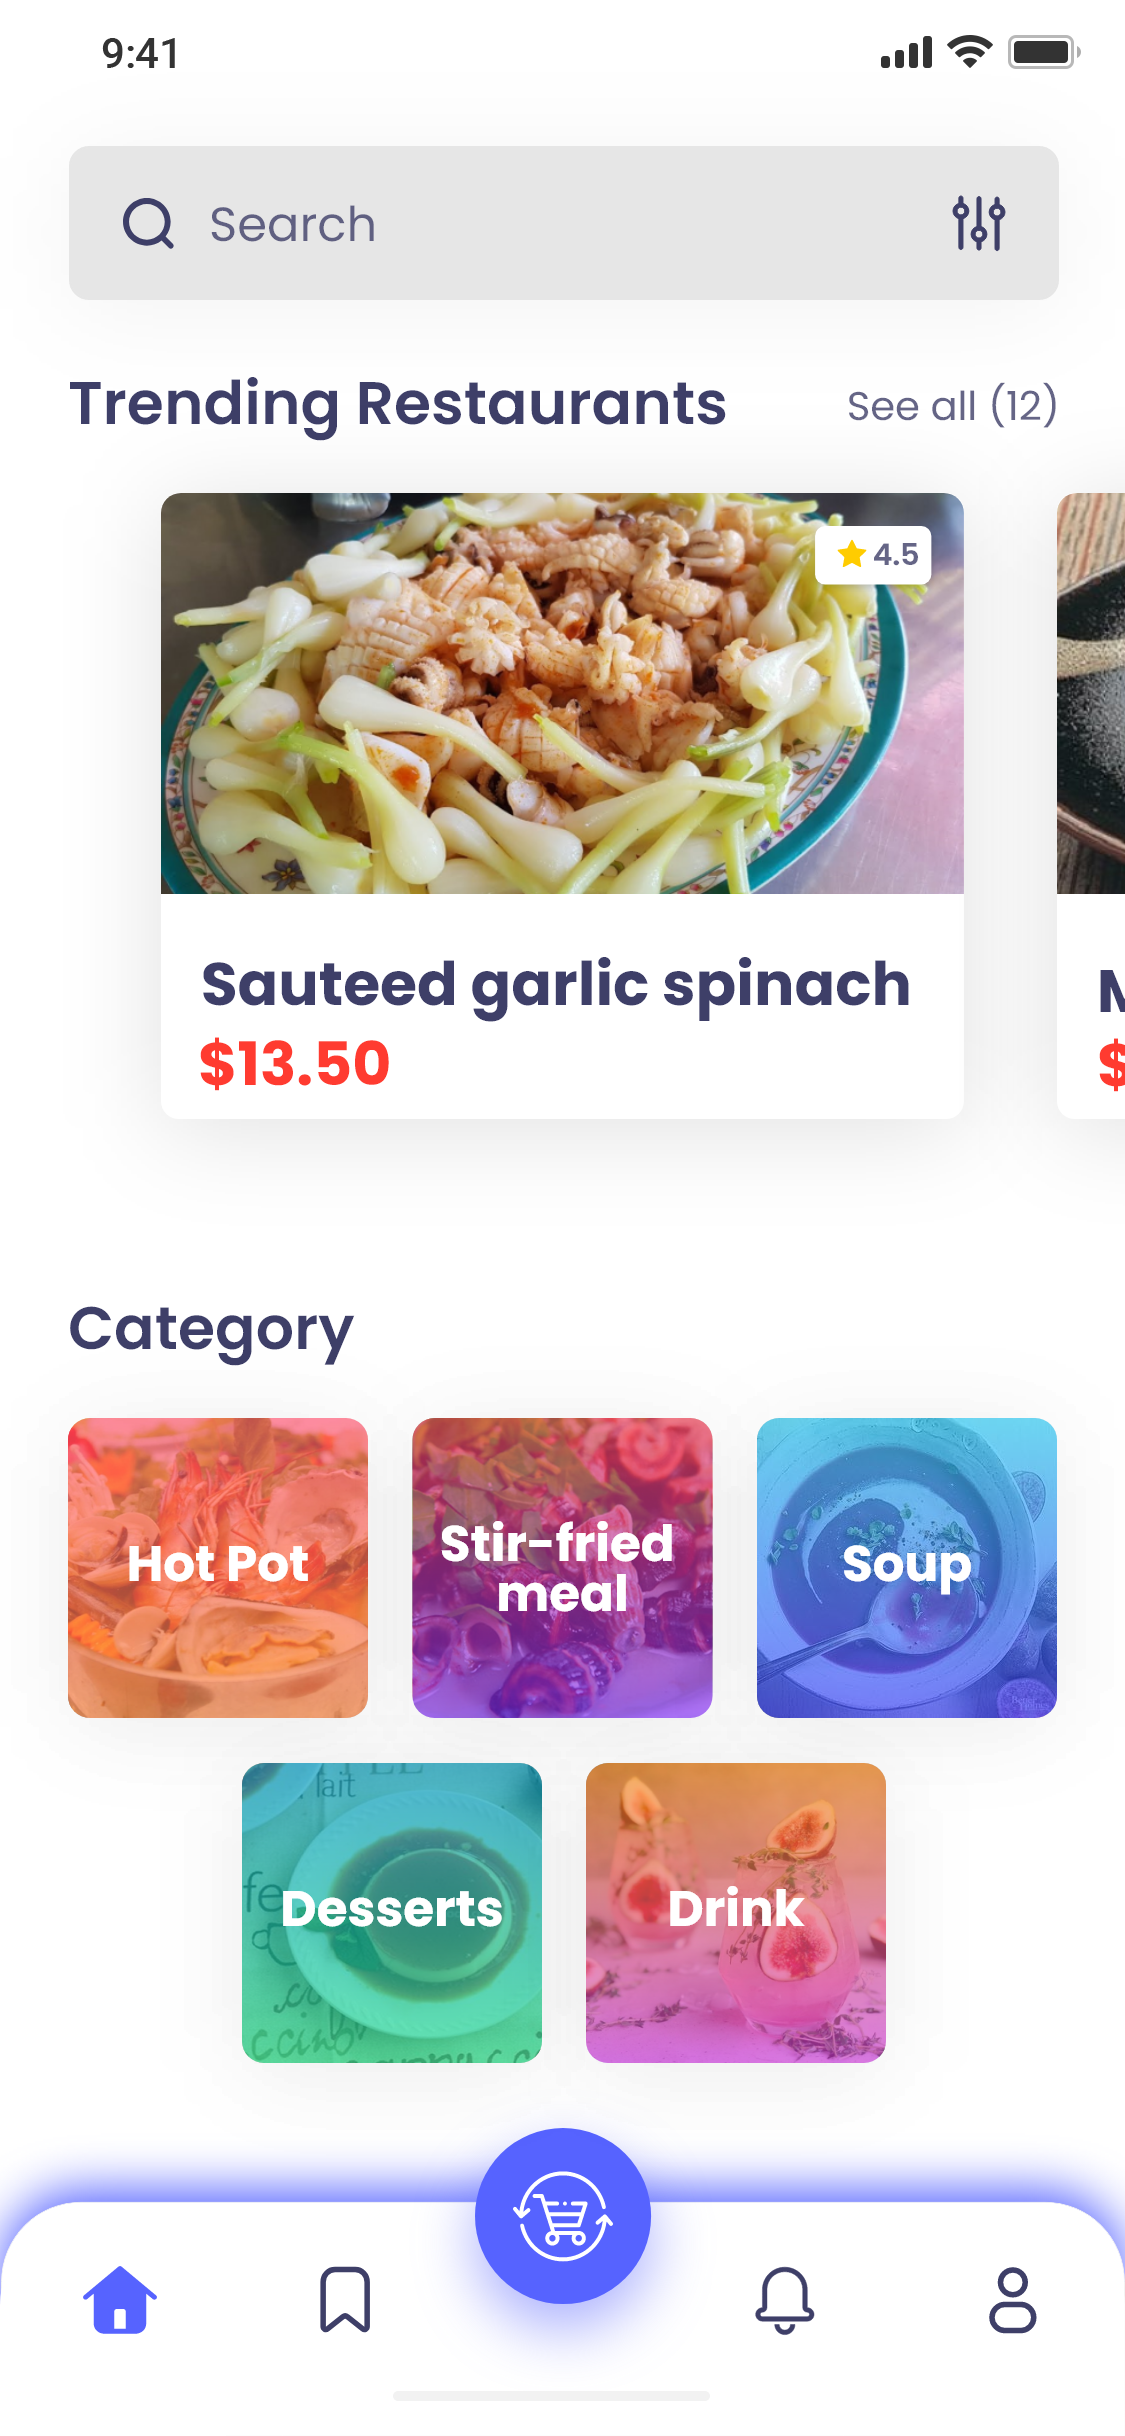 9:41
Search
Trending Restaurants
See all (12)
4.5
Sauteed garlic spinach
$13.50
M
$
Category
Hot Pot
Stir-fried
meal
Soup
lait
fe
Desserts
Drink